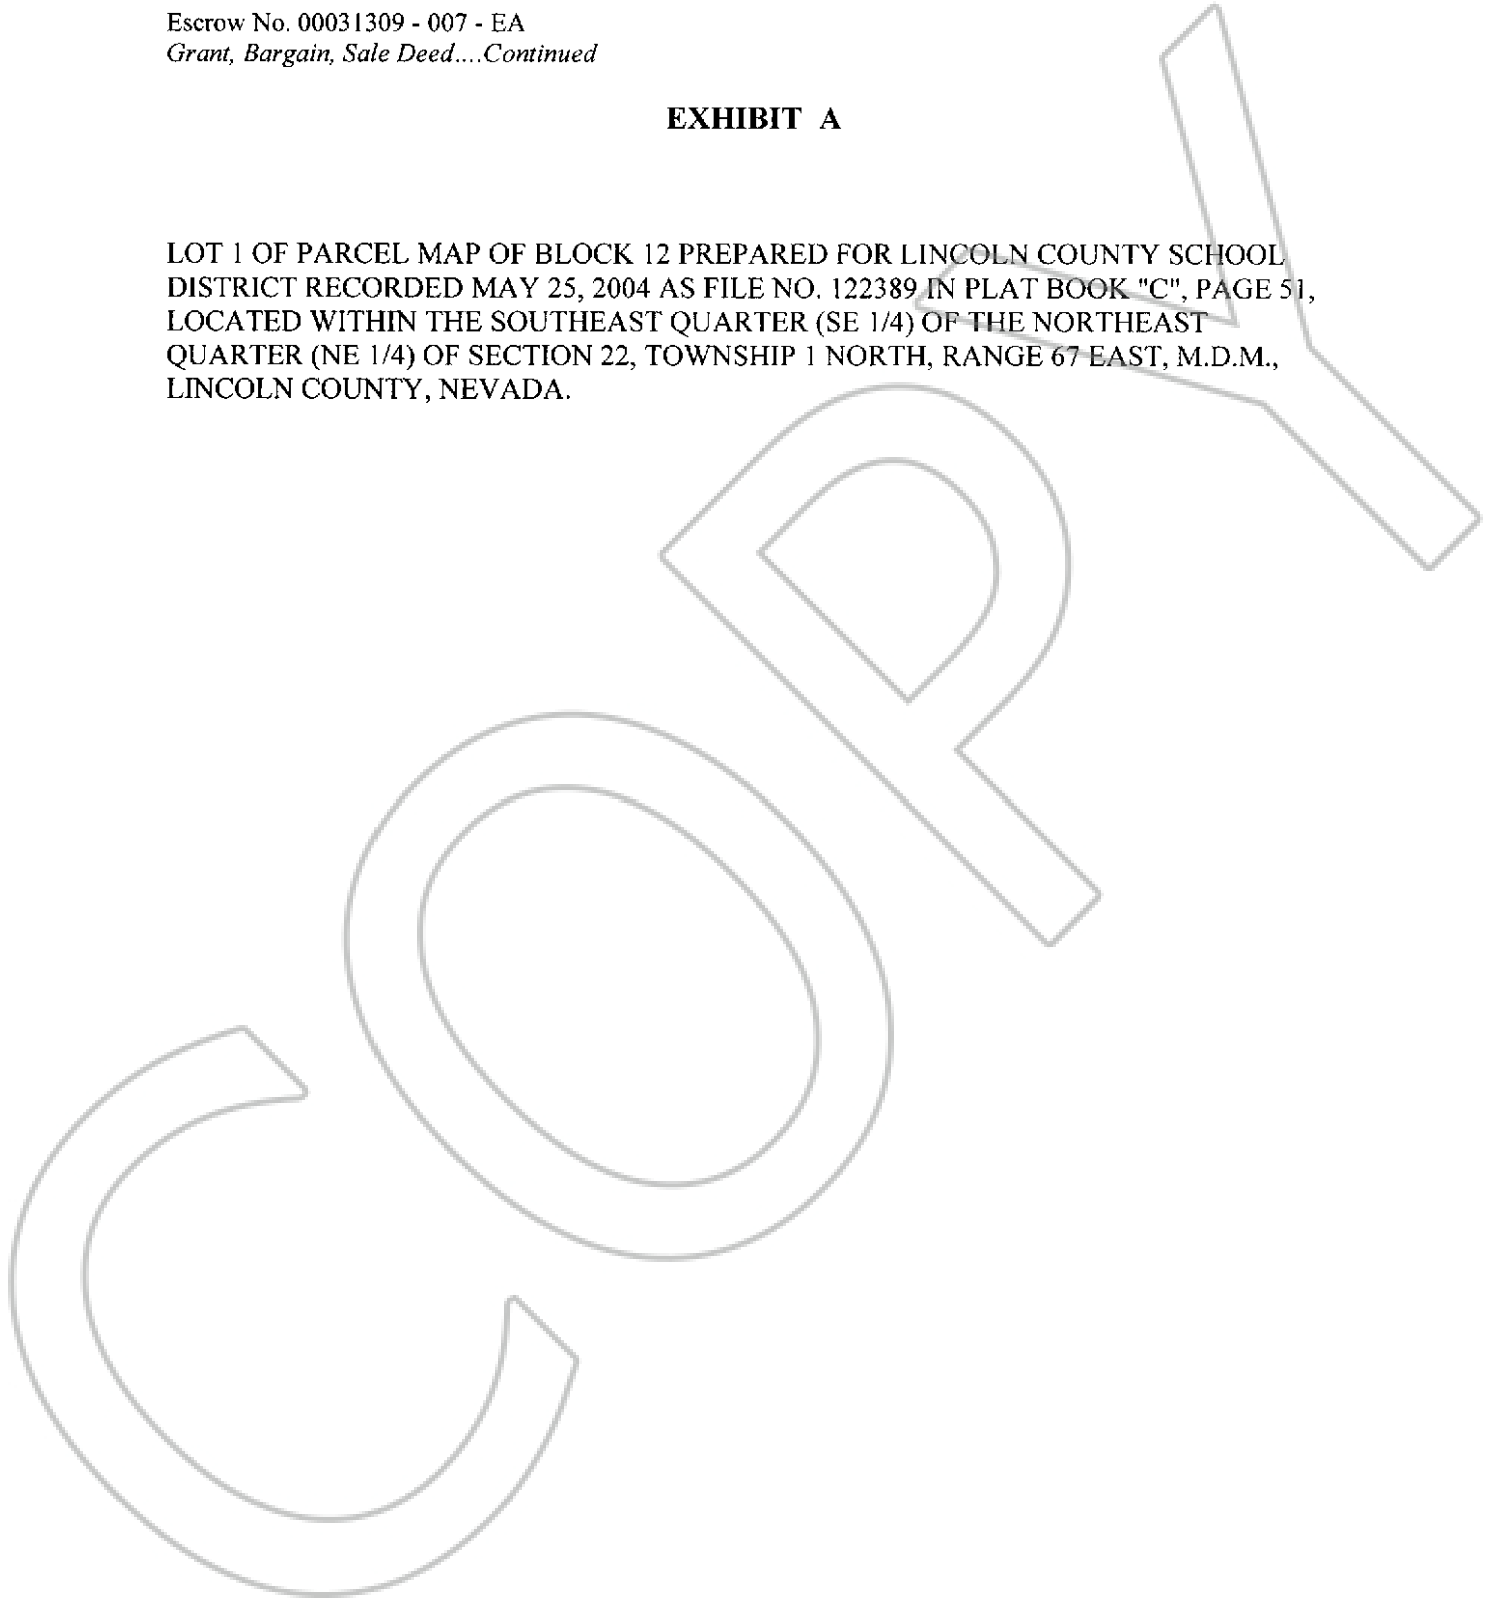 Escrow No. 00031309 - 007 - EA
Grant, Bargain, Sale Deed....Continued
EXHIBIT A
LOT 1 OF PARCEL MAP OF BLOCK 12 PREPARED FOR LINCOLN COUNTY SCHOOL
DISTRICT RECORDED MAY 25, 2004 AS FILE NO. 122389 IN PLAT BOOK "C", PAGE 51,
LOCATED WITHIN THE SOUTHEAST QUARTER (SE 1/4) OF THE NORTHEAST
QUARTER (NE 1/4) OF SECTION 22, TOWNSHIP 1 NORTH, RANGE 67 EAST, M.D.M.,
LINCOLN COUNTY, NEVADA.
COPY